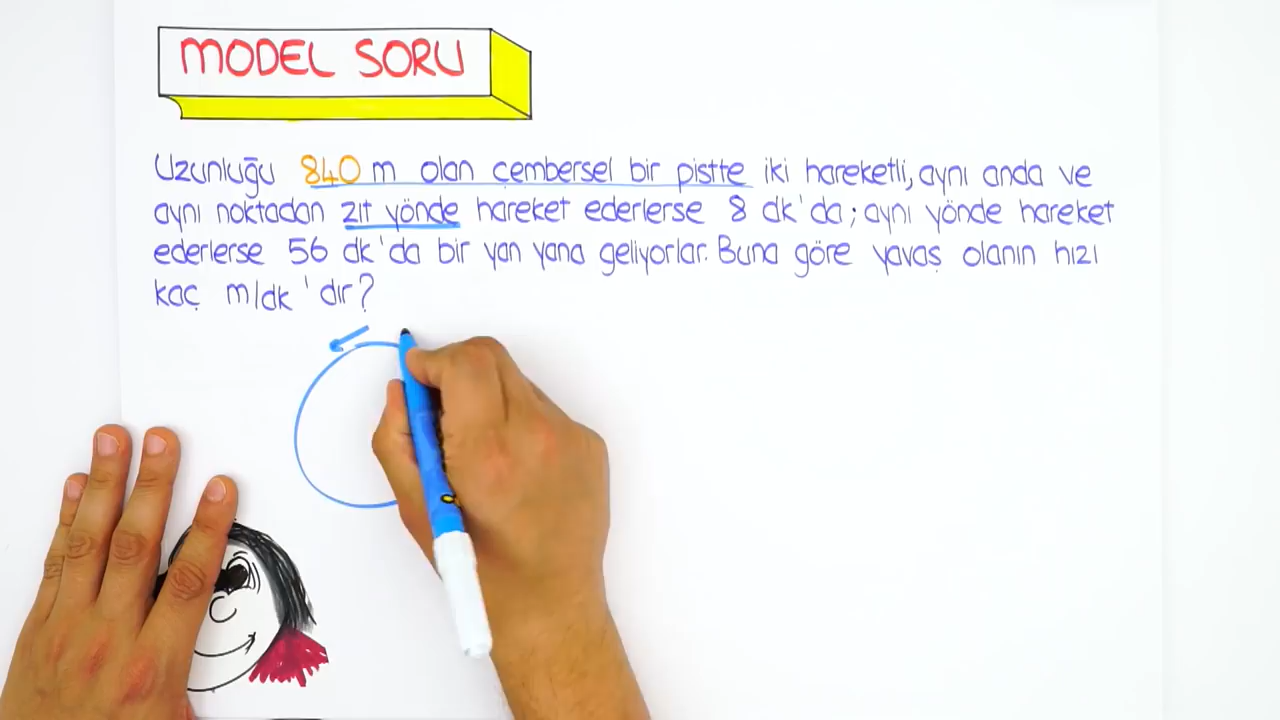 MODEL SORU
Uzunluğu 840 m olan çembersel bir pistte iki hareketli, aynı anda ve
aynı noktadan zıt yönde hareket ederlerse 8 dk'da; aynı yönde hareket
ederlerse 56 dk'da bir yan yana geliyorlar. Buna göre yavaş olanın hızı
kaç m/dk'dır?